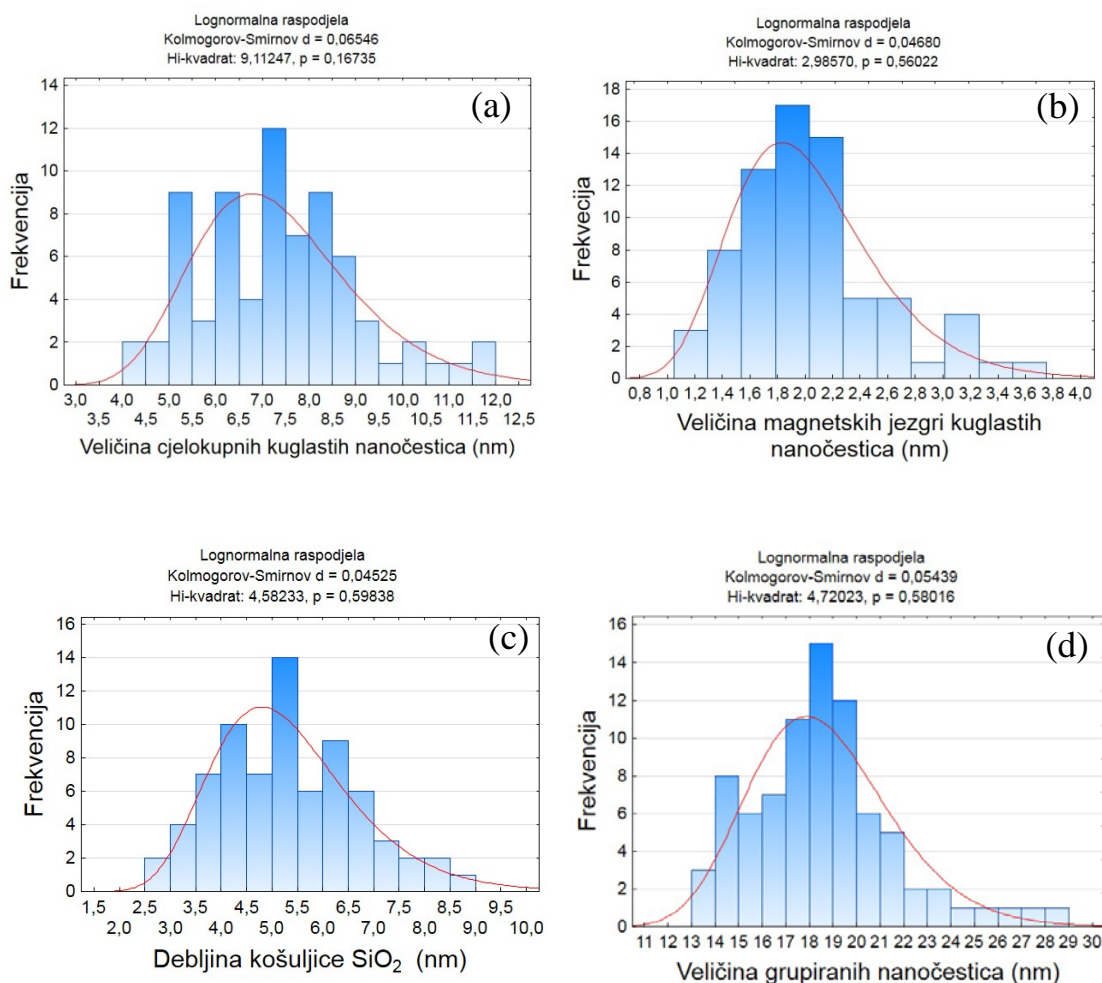 Lognormalna raspodjela
Kolmogorov-Smirnov d = 0,06546
Hi-kvadrat: 9,11247, p = 0,16735
(a)
14
12
10
8
6
4
2
0
Frekvencija
3,0 4,0 5,0 6,0 7,0 8,0 9,0 10,0 11,0 12,0
3,5 4,5 5,5 6,5 7,5 8,5 9,5 10,5 11,5 12,5
Veličina cjelokupnih kuglastih nanočestica (nm)
Lognormalna raspodjela
Kolmogorov-Smirnov d = 0,04680
Hi-kvadrat: 2,98570, p = 0,56022
(b)
18
16
14
12
10
8
6
4
2
0
Frekvecija
0,8 1,0 1,2 1,4 1,6 1,8 2,0 2,2 2,4 2,6 2,8 3,0 3,2 3,4 3,6 3,8 4,0
Veličina magnetskih jezgri kuglastih
nanočestica (nm)
Lognormalna raspodjela
Kolmogorov-Smirnov d = 0,04525
Hi-kvadrat: 4,58233, p = 0,59838
(c)
16
14
12
10
8
6
4
2
0
Frekvencija
1,5 2,5 3,5 4,5 5,5 6,5 7,5 8,5 9,5
2,0 3,0 4,0 5,0 6,0 7,0 8,0 9,0 10,0
Debljina košuljice SiO₂ (nm)
Lognormalna raspodjela
Kolmogorov-Smirnov d = 0,05439
Hi-kvadrat: 4,72023, p = 0,58016
(d)
16
14
12
10
8
6
4
2
0
Frekvencija
11 12 13 14 15 16 17 18 19 20 21 22 23 24 25 26 27 28 29 30
Veličina grupiranih nanočestica (nm)